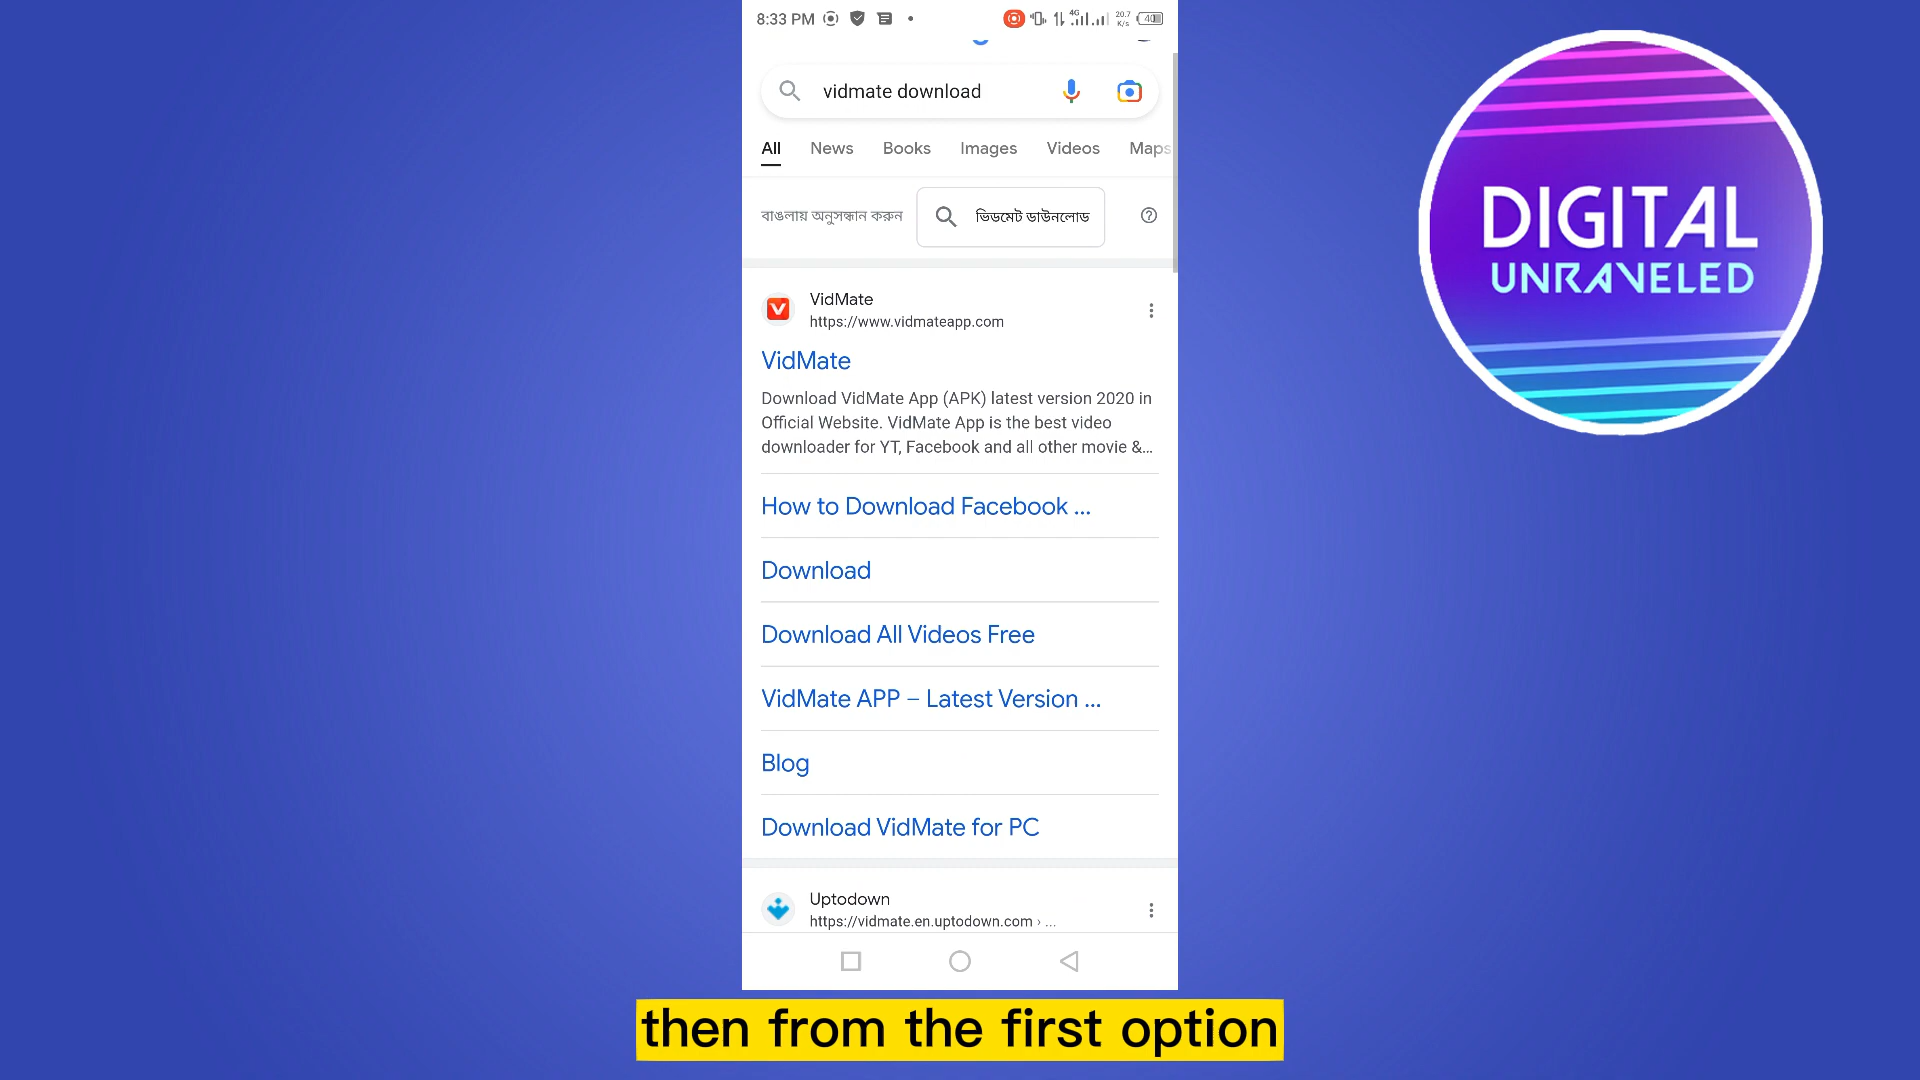 8:33 PM
4G
20.7
K/s
40
vidmate download
All News Books Images Videos Maps
বাঙলায় অনুসন্ধান করুন
ভিডমেট ডাউনলোড
VidMate
https://www.vidmateapp.com
VidMate
Download VidMate App (APK) latest version 2020 in
Official Website. VidMate App is the best video
downloader for YT, Facebook and all other movie &...
How to Download Facebook ...
Download
Download All Videos Free
VidMate APP – Latest Version ...
Blog
Download VidMate for PC
Uptodown
https://vidmate.en.uptodown.com › ...
DIGITAL
UNRAVELED
then from the first option